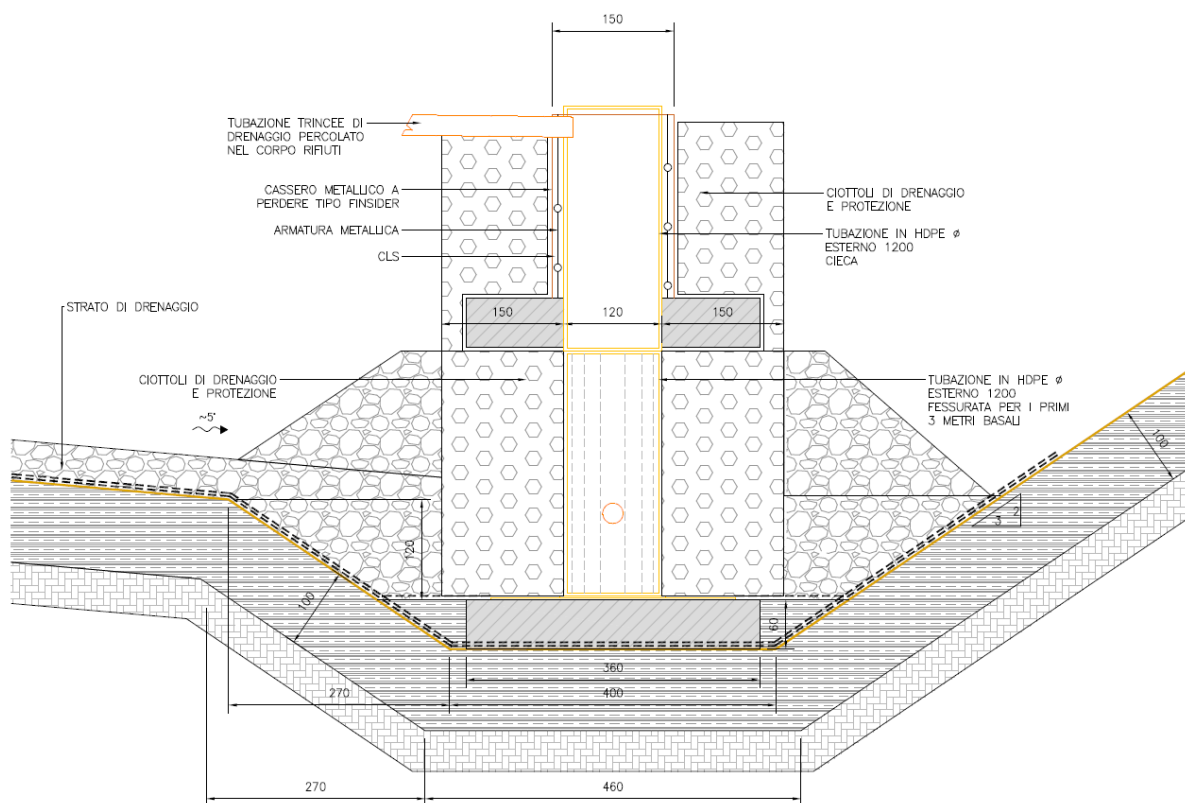 150
TUBAZIONE TRINCEE DI
DRENAGGIO PERCOLATO
NEL CORPO RIFIUTI
CASSERO METALLICO A
PERDERE TIPO FINSIDER
ARMATURA METALLICA
CLS
CIOTTOLI DI DRENAGGIO
E PROTEZIONE
TUBAZIONE IN HDPE ø
ESTERNO 1200
CIECA
STRATO DI DRENAGGIO
150
120
150
CIOTTOLI DI DRENAGGIO
E PROTEZIONE
TUBAZIONE IN HDPE ø
ESTERNO 1200
FESSURATA PER I PRIMI
3 METRI BASALI
~5°
100
2
3
120
100
60
360
270
400
270
460